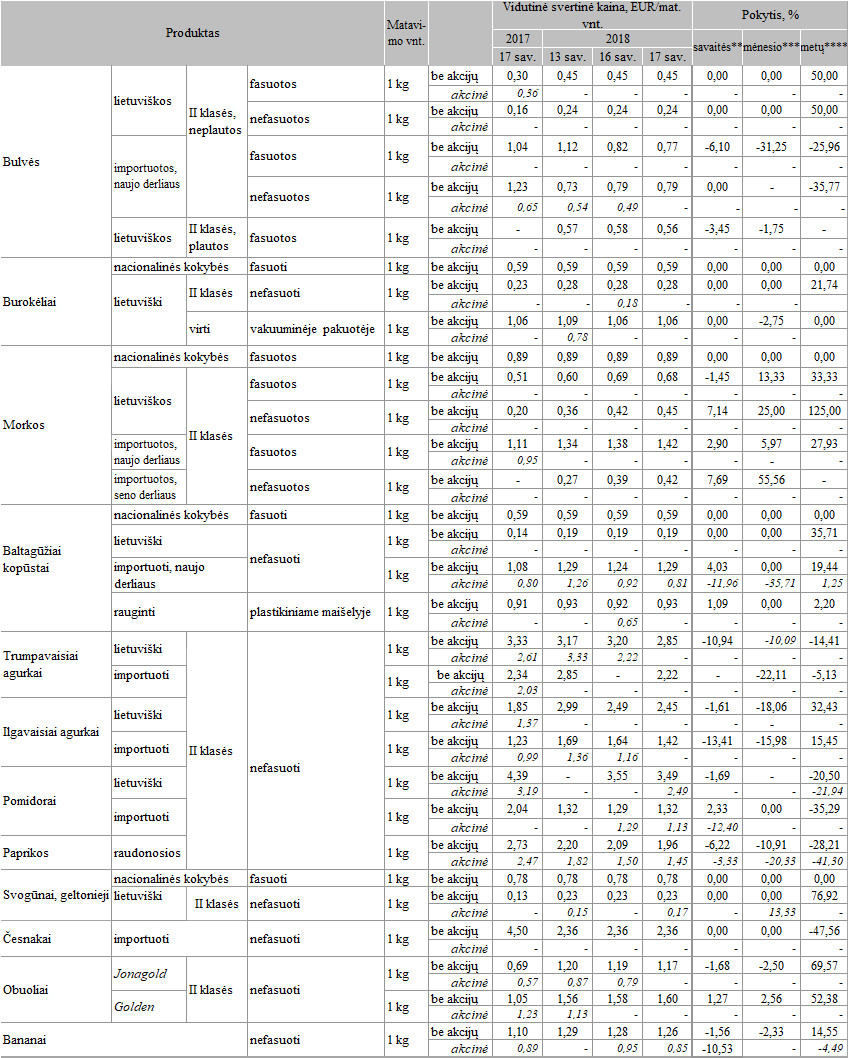 Produktas Matavi- Vidutinė svertinė kaina, EUR/mat. Pokytis, %
mo vnt. vnt.
2017 2018 savaitės** mėnesio*** metų****
17 sav. 13 sav. 16 sav. 17 sav.
Bulvės lietuviškos II klasės, neplautos fasuotos 1 kg be akcijų 0,30 0,45 0,45 0,45 0,00 0,00 50,00
akcinė 0,36 - - - - - -
nefasuotos 1 kg be akcijų 0,16 0,24 0,24 0,24 0,00 0,00 50,00
akcinė - - - - - - -
importuotos, naujo derliaus fasuotos 1 kg be akcijų 1,04 1,12 0,82 0,77 -6,10 -31,25 -25,96
akcinė - - - - - - -
nefasuotos 1 kg be akcijų 1,23 0,73 0,79 0,79 0,00 - -35,77
akcinė 0,65 0,54 0,49 - - - -
lietuviškos II klasės, plautos fasuotos 1 kg be akcijų - 0,57 0,58 0,56 -3,45 -1,75 -
akcinė - - - - - - -
Burokėliai nacionalinės kokybės fasuoti 1 kg be akcijų 0,59 0,59 0,59 0,59 0,00 0,00 0,00
lietuviški II klasės nefasuoti 1 kg be akcijų 0,23 0,28 0,28 0,28 0,00 0,00 21,74
akcinė - - 0,18 - - - -
virti vakuuminėje pakuotėje 1 kg be akcijų 1,06 1,09 1,06 1,06 0,00 -2,75 0,00
akcinė - 0,78 - - - - -
Morkos nacionalinės kokybės fasuotos 1 kg be akcijų 0,89 0,89 0,89 0,89 0,00 0,00 0,00
lietuviškos II klasės fasuotos 1 kg be akcijų 0,51 0,60 0,69 0,68 -1,45 13,33 33,33
akcinė - - - - - - -
nefasuotos 1 kg be akcijų 0,20 0,36 0,42 0,45 7,14 25,00 125,00
akcinė - - - - - - -
importuotos, naujo derliaus fasuotos 1 kg be akcijų 1,11 1,34 1,38 1,42 2,90 5,97 27,93
akcinė 0,95 - - - - - -
importuotos, seno derliaus nefasuotos 1 kg be akcijų - 0,27 0,39 0,42 7,69 55,56 -
akcinė - - - - - - -
Baltagūžiai kopūstai nacionalinės kokybės fasuoti 1 kg be akcijų 0,59 0,59 0,59 0,59 0,00 0,00 0,00
lietuviški nefasuoti 1 kg be akcijų 0,14 0,19 0,19 0,19 0,00 0,00 35,71
akcinė - - - - - - -
importuoti, naujo derliaus 1 kg be akcijų 1,08 1,29 1,24 1,29 4,03 0,00 19,44
akcinė 0,80 1,26 0,92 0,81 -11,96 -35,71 1,25
rauginti plastikiniame maišelyje 1 kg be akcijų 0,91 0,93 0,92 0,93 1,09 0,00 2,20
akcinė - - 0,65 - - - -
Trumpavaisiai agurkai lietuviški II klasės nefasuoti 1 kg be akcijų 3,33 3,17 3,20 2,85 -10,94 -10,09 -14,41
akcinė 2,61 3,33 2,22 - - - -
importuoti 1 kg be akcijų 2,34 2,85 - 2,22 - -22,11 -5,13
akcinė 2,03 - - - - - -
Ilgavaisiai agurkai lietuviški 1 kg be akcijų 1,85 2,99 2,49 2,45 -1,61 -18,06 32,43
akcinė 1,37 - - - - - -
importuoti 1 kg be akcijų 1,23 1,69 1,64 1,42 -13,41 -15,98 15,45
akcinė 0,99 1,36 1,16 - - - -
Pomidorai lietuviški 1 kg be akcijų 4,39 - 3,55 3,49 -1,69 - -20,50
akcinė 3,19 - - 2,49 - - -21,94
importuoti 1 kg be akcijų 2,04 1,32 1,29 1,32 2,33 0,00 -35,29
akcinė - - 1,29 1,13 -12,40 - -
Paprikos raudonosios 1 kg be akcijų 2,73 2,20 2,09 1,96 -6,22 -10,91 -28,21
akcinė 2,47 1,82 1,50 1,45 -3,33 -20,33 -41,30
Svogūnai, geltonieji nacionalinės kokybės fasuoti 1 kg be akcijų 0,78 0,78 0,78 0,78 0,00 0,00 0,00
lietuviški II klasės nefasuoti 1 kg be akcijų 0,13 0,23 0,23 0,23 0,00 0,00 76,92
akcinė - 0,15 - 0,17 - 13,33 -
Česnakai importuoti nefasuoti 1 kg be akcijų 4,50 2,36 2,36 2,36 0,00 0,00 -47,56
akcinė - - - - - - -
Obuoliai Jonagold II klasės nefasuoti 1 kg be akcijų 0,69 1,20 1,19 1,17 -1,68 -2,50 69,57
akcinė 0,57 0,87 0,79 - - - -
Golden 1 kg be akcijų 1,05 1,56 1,58 1,60 1,27 2,56 52,38
akcinė 1,23 1,13 - - - - -
Bananai nefasuoti 1 kg be akcijų 1,10 1,29 1,28 1,26 -1,56 -2,33 14,55
akcinė 0,89 - 0,95 0,85 -10,53 - -4,49